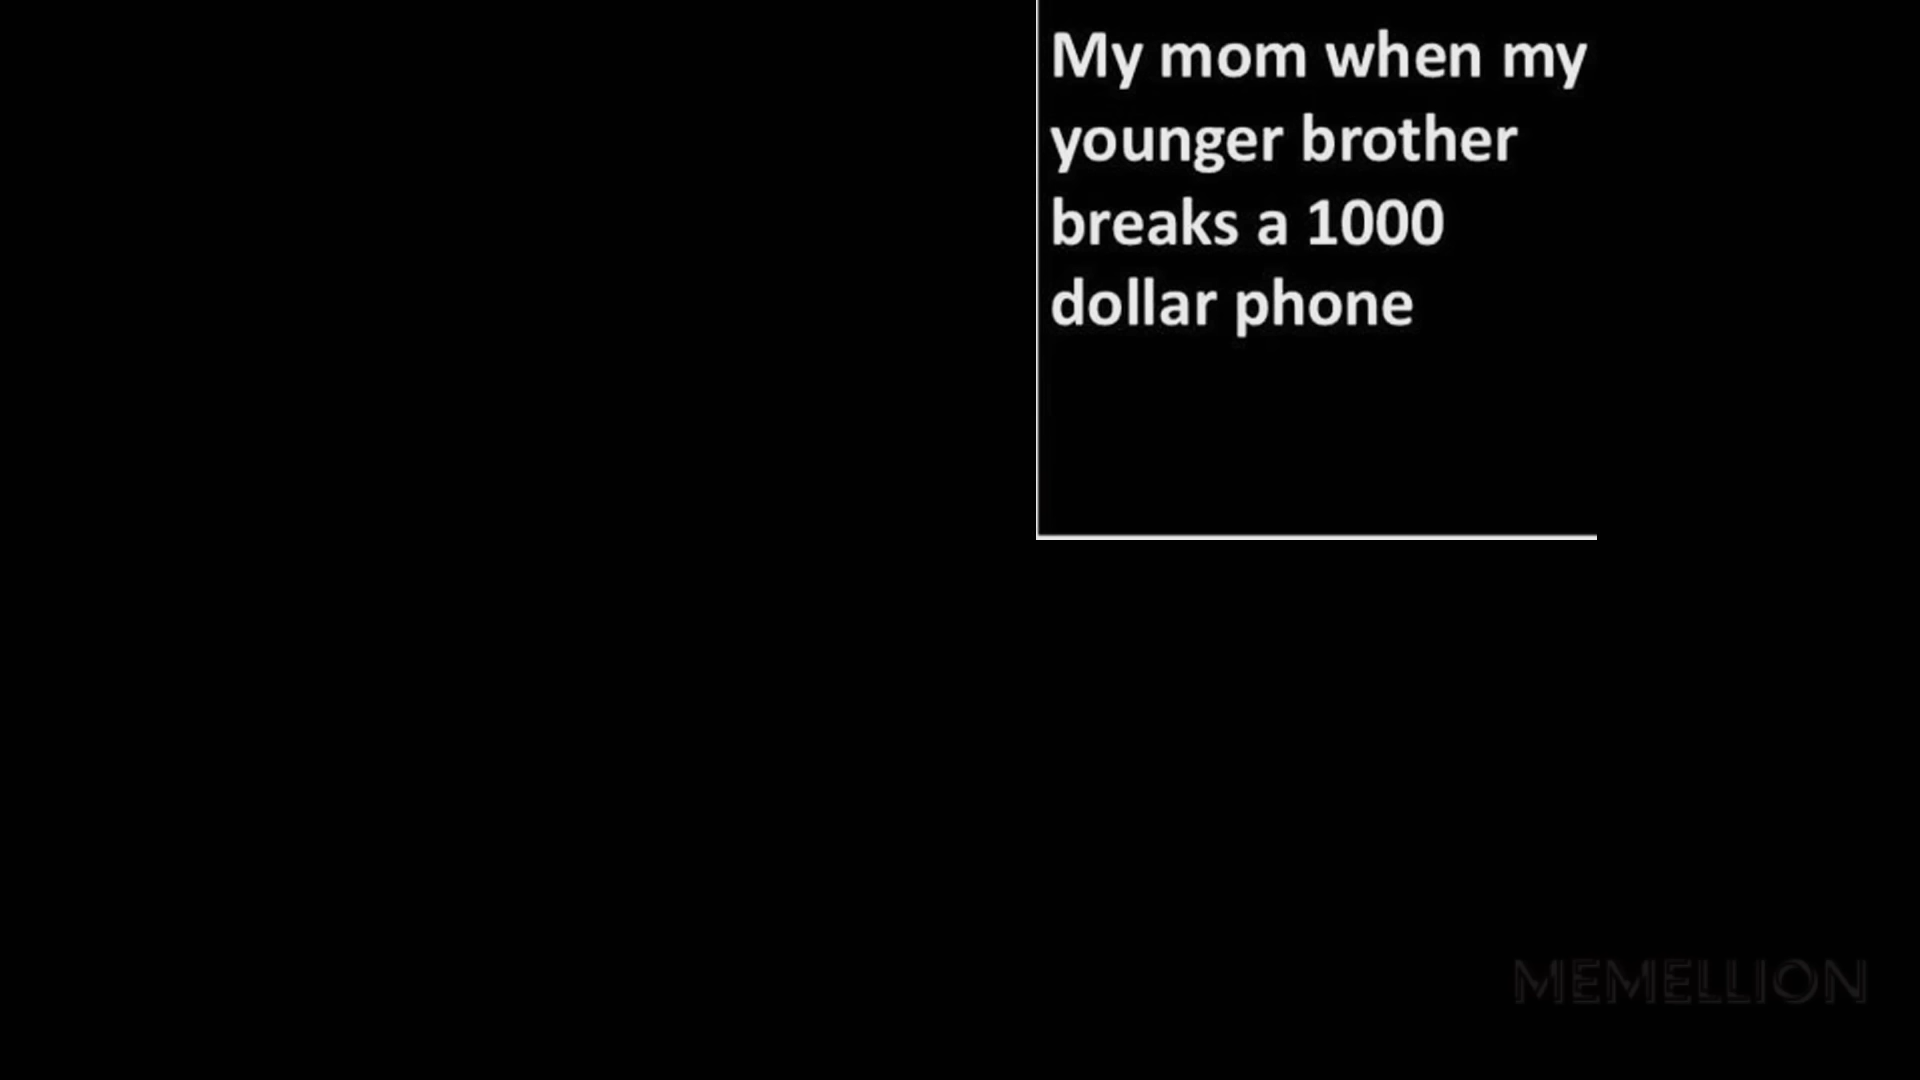 My mom when my
younger brother
breaks a 1000
dollar phone
MEMELLION